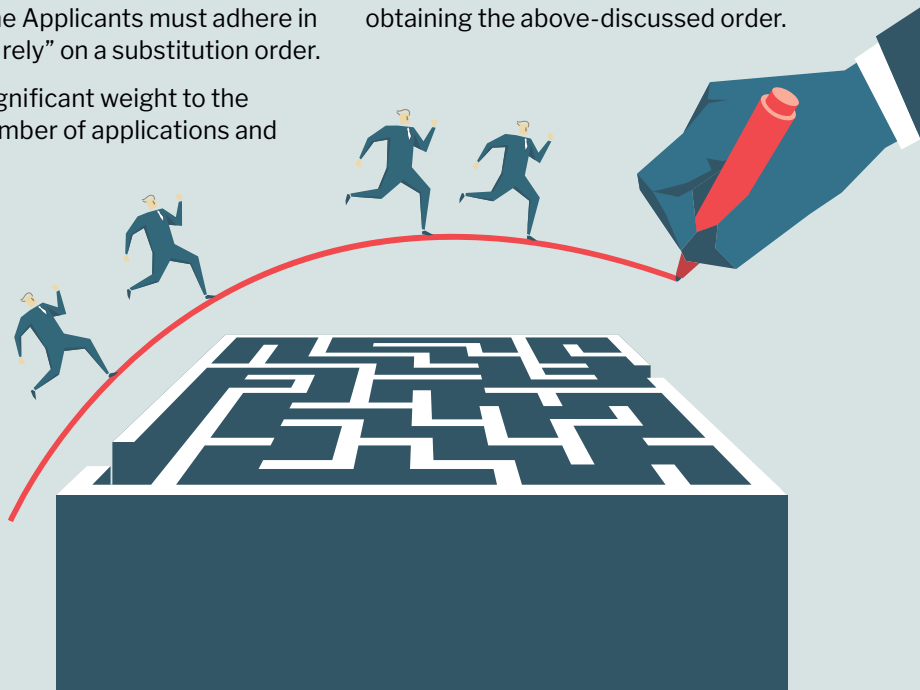 ne Applicants must adhere in
rely” on a substitution order.
gnificant weight to the
mber of applications and
obtaining the above-discussed order.